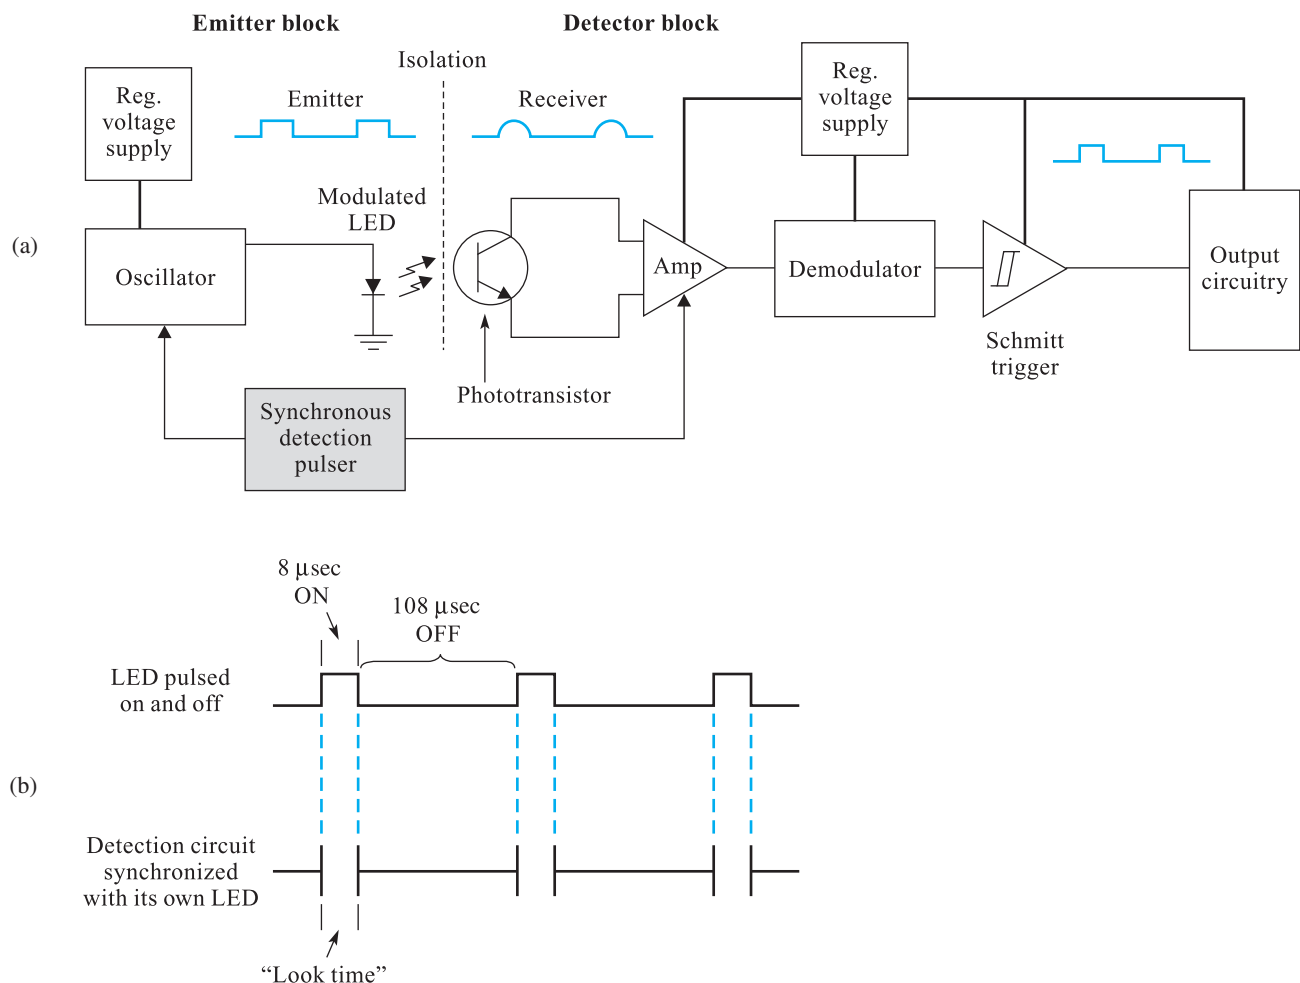 Emitter block
Detector block
Isolation
Reg.
voltage
supply
Emitter
Receiver
Reg.
voltage
supply
Modulated
LED
(a)
Oscillator
Amp
Demodulator
Output
circuitry
Schmitt
trigger
Phototransistor
Synchronous
detection
pulser
8 μsec
ON
108 μsec
OFF
LED pulsed
on and off
(b)
Detection circuit
synchronized
with its own LED
“Look time”